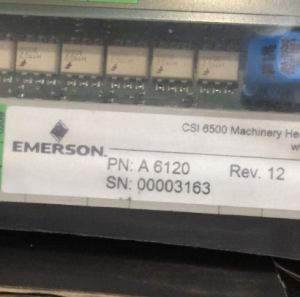 CSI 6500 Machinery He
EMERSON
PN: A 6120 Rev. 12
SN: 00003163